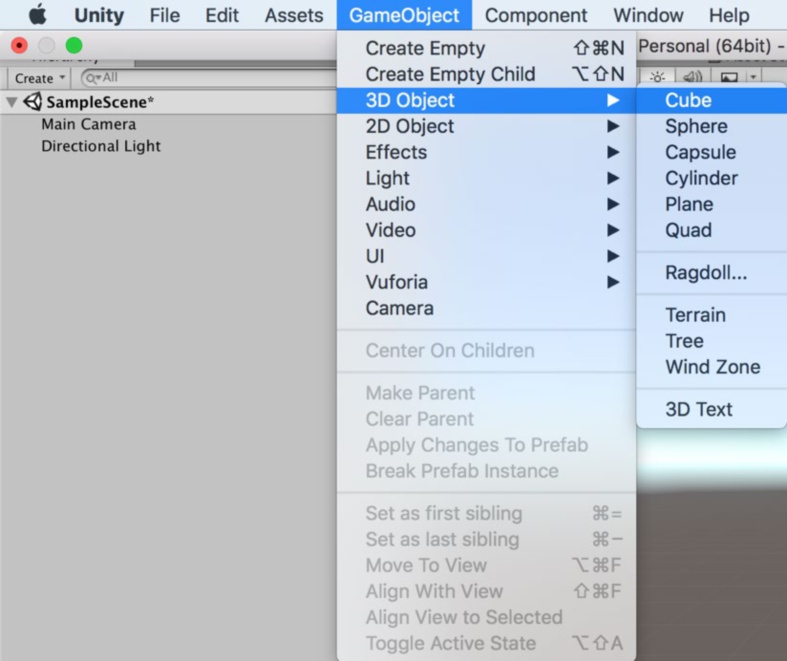 Unity File Edit Assets GameObject Component Window Help
Personal (64bit) -
Hierarchy
Create All
SampleScene*
Main Camera
Directional Light
Create Empty ⇧⌘N
Create Empty Child ⌥⇧N
3D Object
2D Object
Effects
Light
Audio
Video
UI
Vuforia
Camera
Center On Children
Make Parent
Clear Parent
Apply Changes To Prefab
Break Prefab Instance
Set as first sibling ⌘=
Set as last sibling ⌘-
Move To View ⌥⌘F
Align With View ⇧⌘F
Align View to Selected
Toggle Active State ⌥⇧A
Cube
Sphere
Capsule
Cylinder
Plane
Quad
Ragdoll...
Terrain
Tree
Wind Zone
3D Text